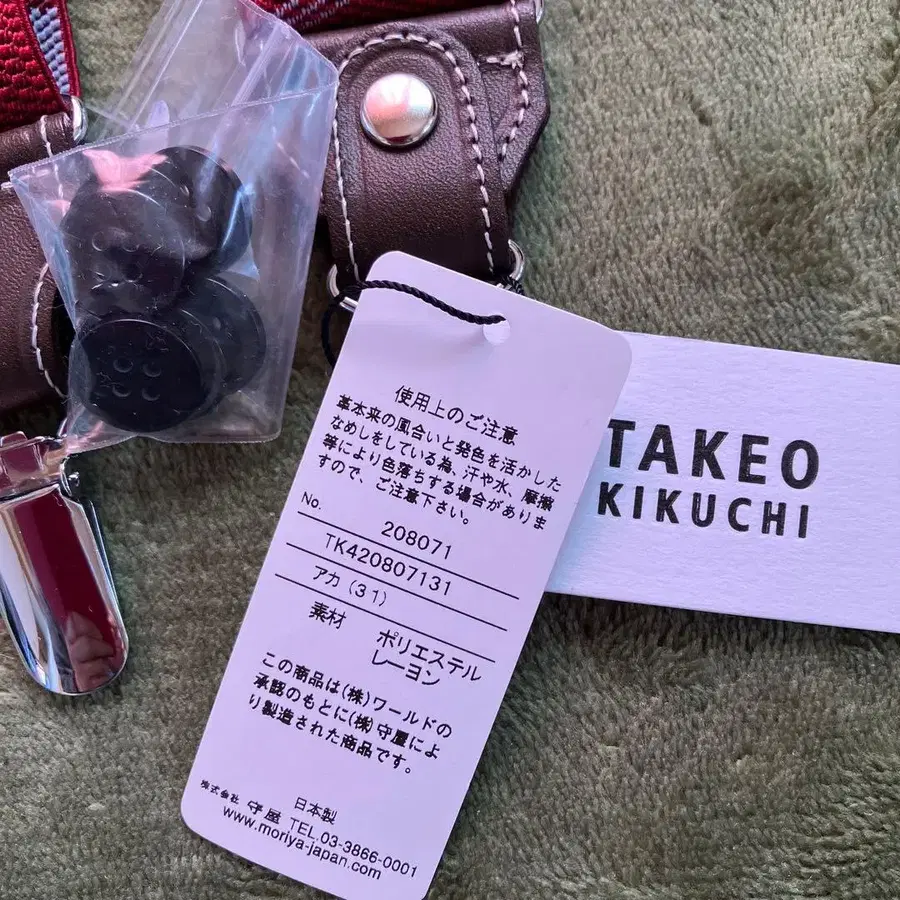 使用上のご注意
革本来の風合いと発色を活かした
なめしをしている為、汗や水、摩擦
等により色落ちする場合がありま
すので、ご注意下さい。
No.
208071
TK420807131
アカ(31)
素材
ポリエステル
レーヨン
この商品は(株)ワールドの
承認のもとに(株)守屋によ
り製造された商品です。
日本製
株式会社 守屋 TEL.03-3866-0001
www.moriya-japan.com
TAKEO
KIKUCHI